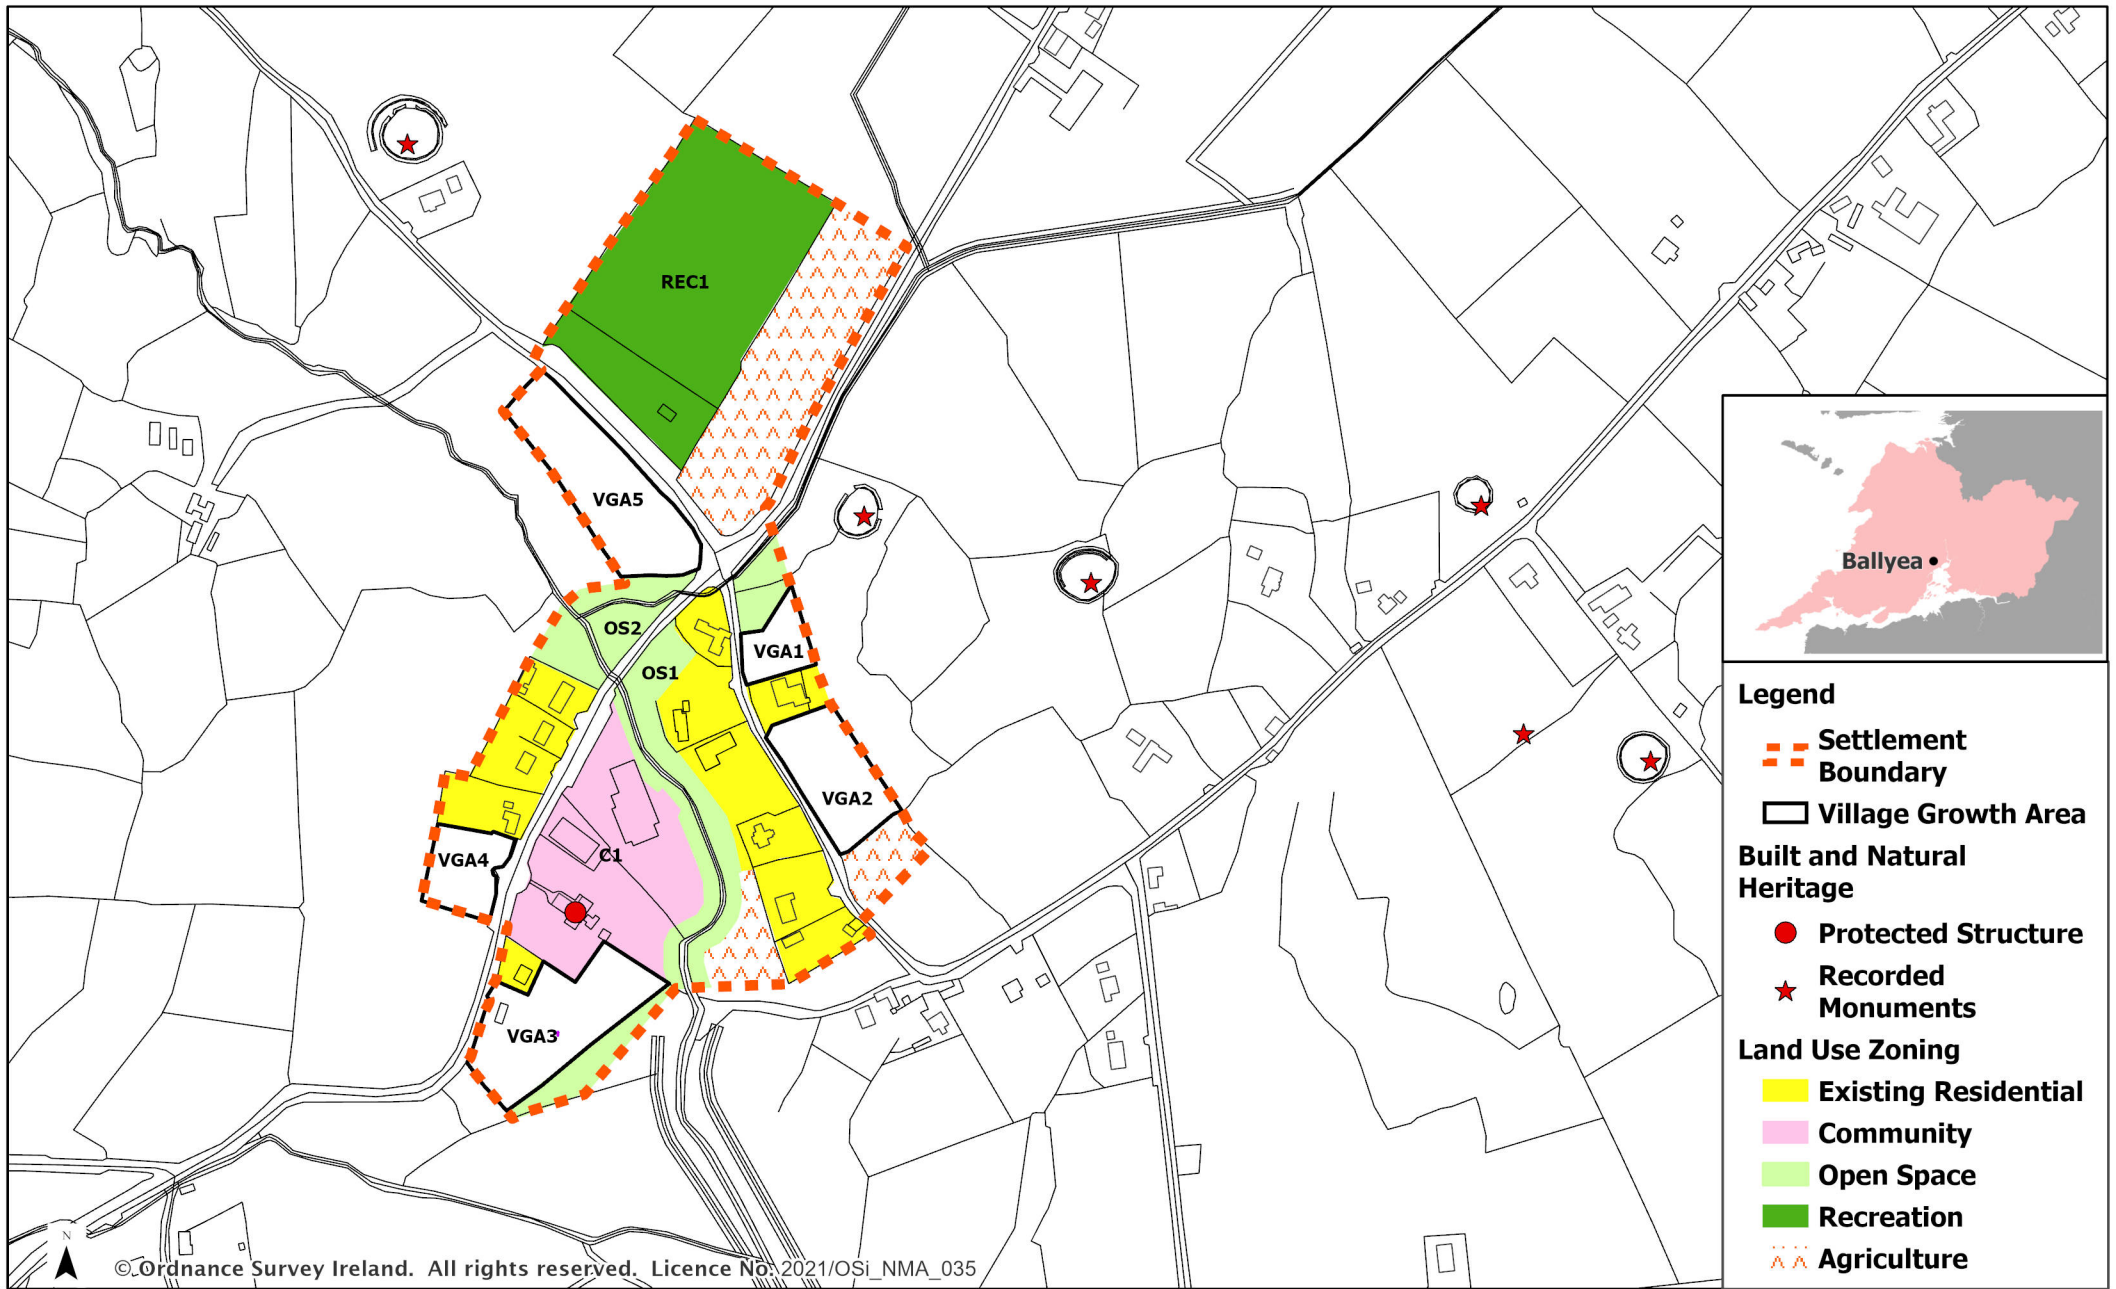 REC1
VGA5
OS2
VGA1
OS1
VGA2
C1
VGA4
VGA3
Ballyea
Legend
Settlement
Boundary
Village Growth Area
Built and Natural
Heritage
Protected Structure
Recorded
Monuments
Land Use Zoning
Existing Residential
Community
Open Space
Recreation
Agriculture
N
© Ordnance Survey Ireland. All rights reserved. Licence No. 2021/OSi_NMA_035